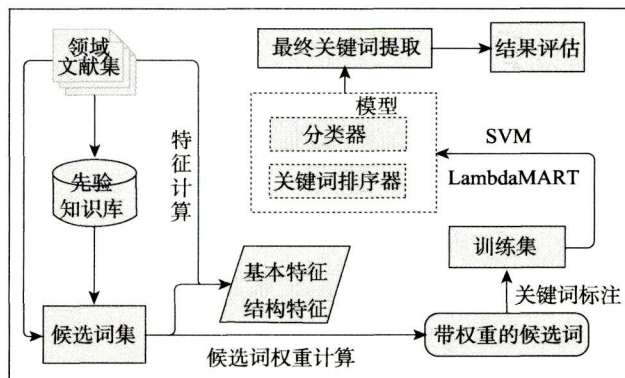 领域
文献集
先验
知识库
候选词集
特征计算
基本特征
结构特征
候选词权重计算
带权重的候选词
关键词标注
训练集
SVM
LambdaMART
模型
分类器
关键词排序器
最终关键词提取
结果评估